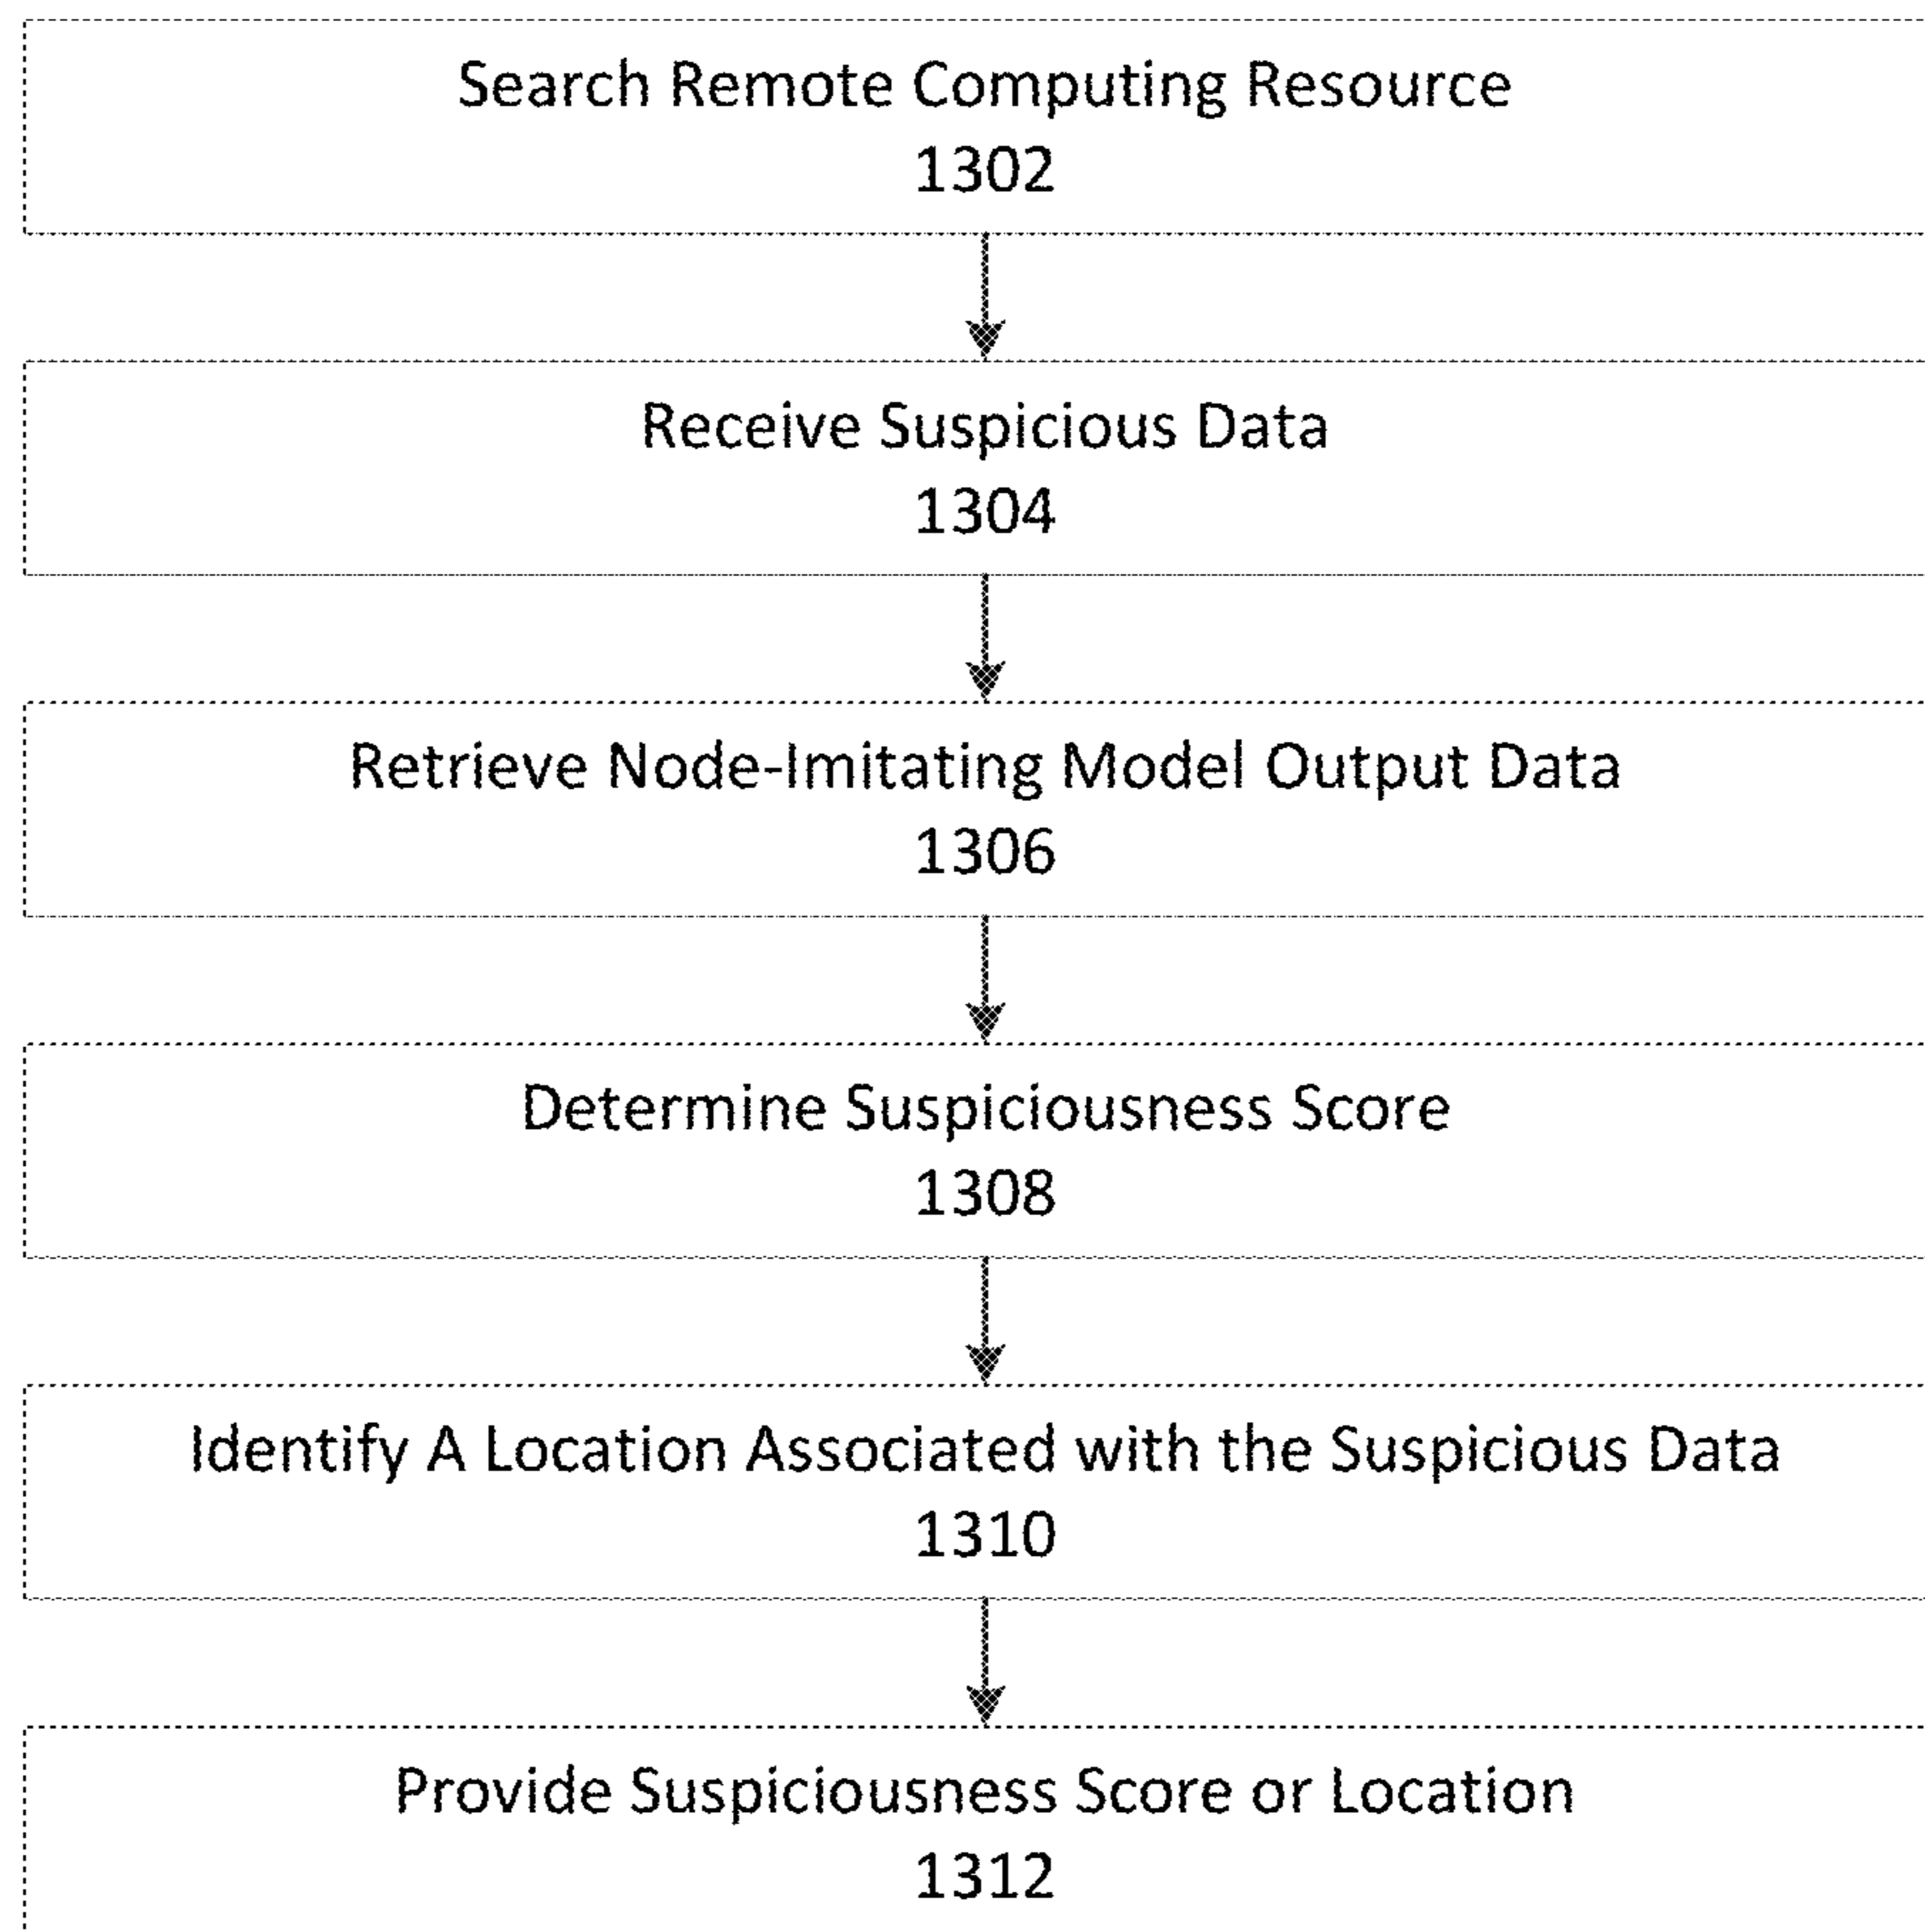 Search Remote Computing Resource
1302
Receive Suspicious Data
1304
Retrieve Node-Imitating Model Output Data
1306
Determine Suspiciousness Score
1308
Identify A Location Associated with the Suspicious Data
1310
Provide Suspiciousness Score or Location
1312